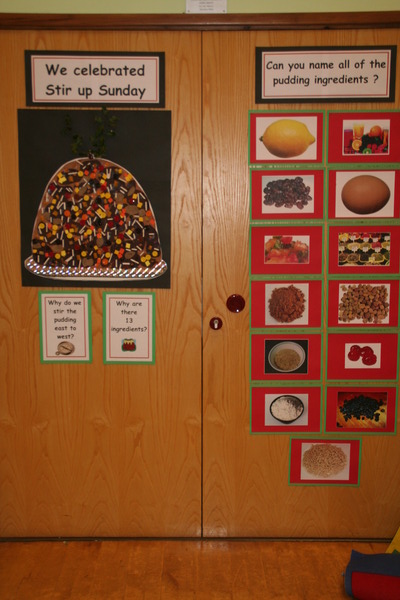 We celebrated
Stir up Sunday
Why do we
stir the
pudding
east to
west?
Why are
there
13
ingredients?
Can you name all of the
pudding ingredients ?